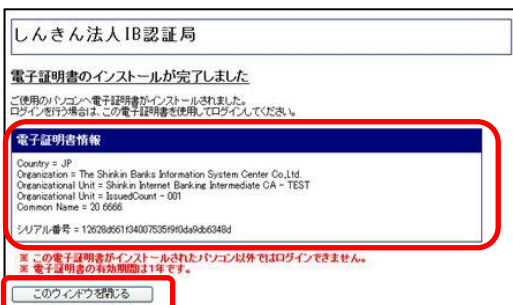 しんきん法人IB認証局
電子証明書のインストールが完了しました
ご使用のパソコンへ電子証明書がインストールされました。
ログインを行う場合は、この電子証明書を使用してログインしてください。
電子証明書情報
Country = JP
Organization = The Shinkin Banks Information System Center Co.,Ltd.
Organizational Unit = Shinkin Internet Banking Intermediate CA - TEST
Organizational Unit = IssuedCount - 001
Common Name = 20 6666
シリアル番号 = 12628d661f34007535f9f0da9db6348d
※ この電子証明書がインストールされたパソコン以外ではログインできません。
※ 電子証明書の有効期間は1年です。
このウィンドウを閉じる